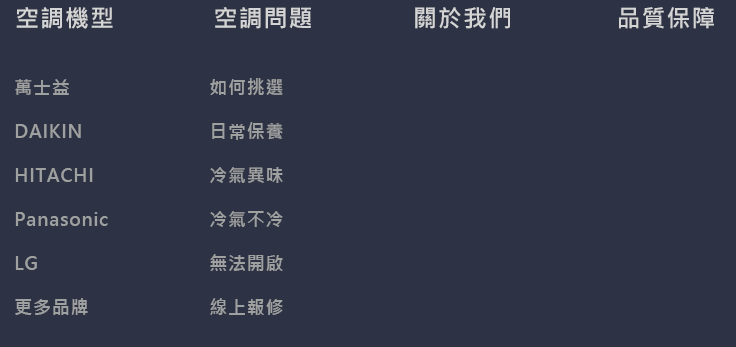 空調機型 空調問題 關於我們 品質保障
萬士益 如何挑選
DAIKIN 日常保養
HITACHI 冷氣異味
Panasonic 冷氣不冷
LG 無法開啟
更多品牌 線上報修